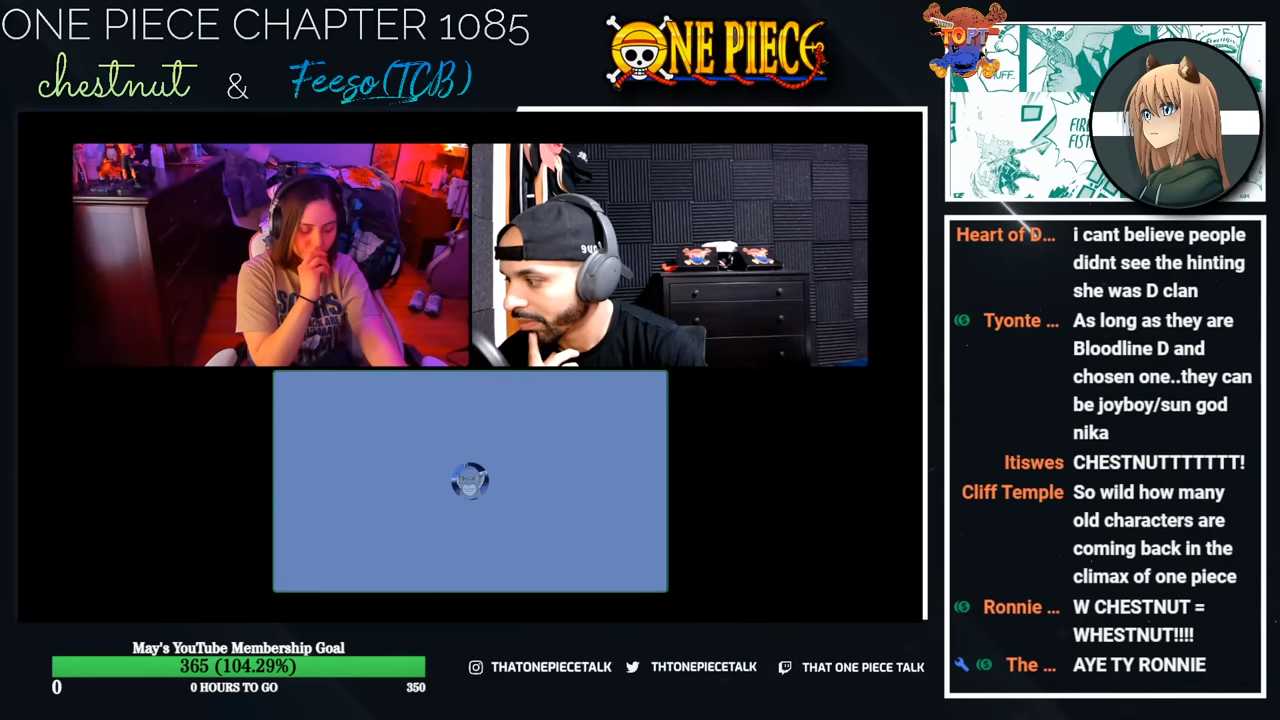 ONE PIECE CHAPTER 1085
chestnut & Feeso(TCB)
ONE PIECE
TOPT
FIST
Heart of D... i cant believe people
didnt see the hinting
she was D clan
Tyonte ... As long as they are
Bloodline D and
chosen one..they can
be joyboy/sun god
nika
Itiswes CHESTNUTTTTTTT!
Cliff Temple So wild how many
old characters are
coming back in the
climax of one piece
Ronnie ... W CHESTNUT =
WHESTNUT!!!!
The ... AYE TY RONNIE
May's YouTube Membership Goal
365 (104.29%)
0 0 HOURS TO GO 350
THATONEPIECETALK THTONEPIECETALK THAT ONE PIECE TALK